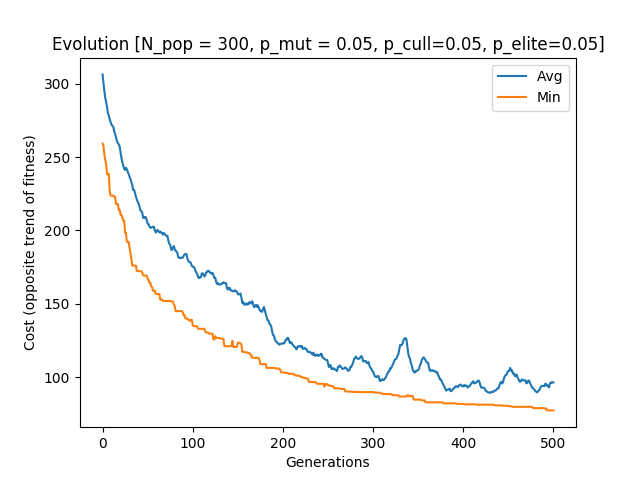 Evolution [N_pop = 300, p_mut = 0.05, p_cull=0.05, p_elite=0.05]
Avg
Min
Cost (opposite trend of fitness)
300
250
200
150
100
0 100 200 300 400 500
Generations